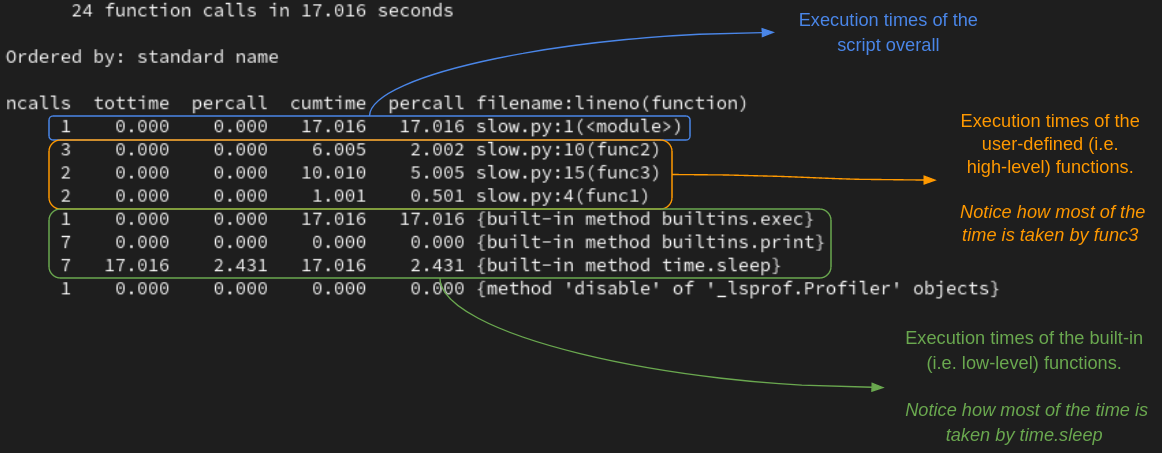 24 function calls in 17.016 seconds
Ordered by: standard name
ncalls tottime percall cumtime percall filename:lineno(function)
1 0.000 0.000 17.016 17.016 slow.py:1(<module>)
3 0.000 0.000 6.005 2.002 slow.py:10(func2)
2 0.000 0.000 10.010 5.005 slow.py:15(func3)
2 0.000 0.000 1.001 0.501 slow.py:4(func1)
1 0.000 0.000 17.016 17.016 {built-in method builtins.exec}
7 0.000 0.000 0.000 0.000 {built-in method builtins.print}
7 17.016 2.431 17.016 2.431 {built-in method time.sleep}
1 0.000 0.000 0.000 0.000 {method 'disable' of '_lsprof.Profiler' objects}
Execution times of the
script overall
Execution times of the
user-defined (i.e.
high-level) functions.
Notice how most of the
time is taken by func3
Execution times of the built-in
(i.e. low-level) functions.
Notice how most of the time is
taken by time.sleep